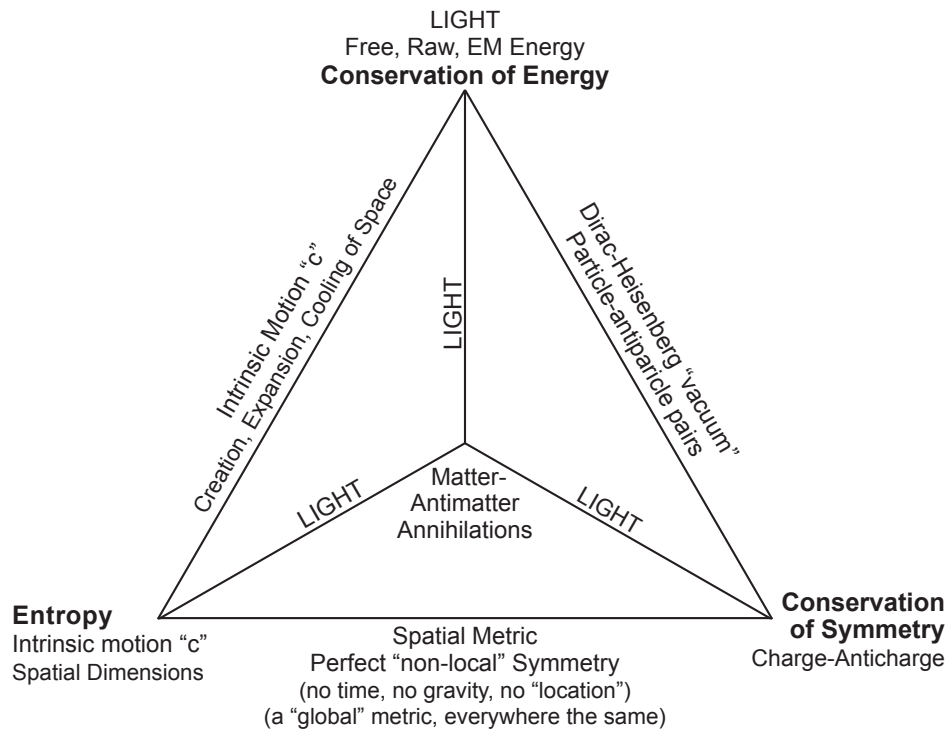 LIGHT
Free, Raw, EM Energy
Conservation of Energy
Intrinsic Motion “c”
Creation, Expansion, Cooling of Space
LIGHT
Dirac-Heisenberg “vacuum”
Particle-antiparicle pairs
LIGHT
Matter-
Antimatter
Annihilations
LIGHT
Entropy
Intrinsic motion “c”
Spatial Dimensions
Spatial Metric
Perfect “non-local” Symmetry
(no time, no gravity, no “location”)
(a “global” metric, everywhere the same)
Conservation
of Symmetry
Charge-Anticharge